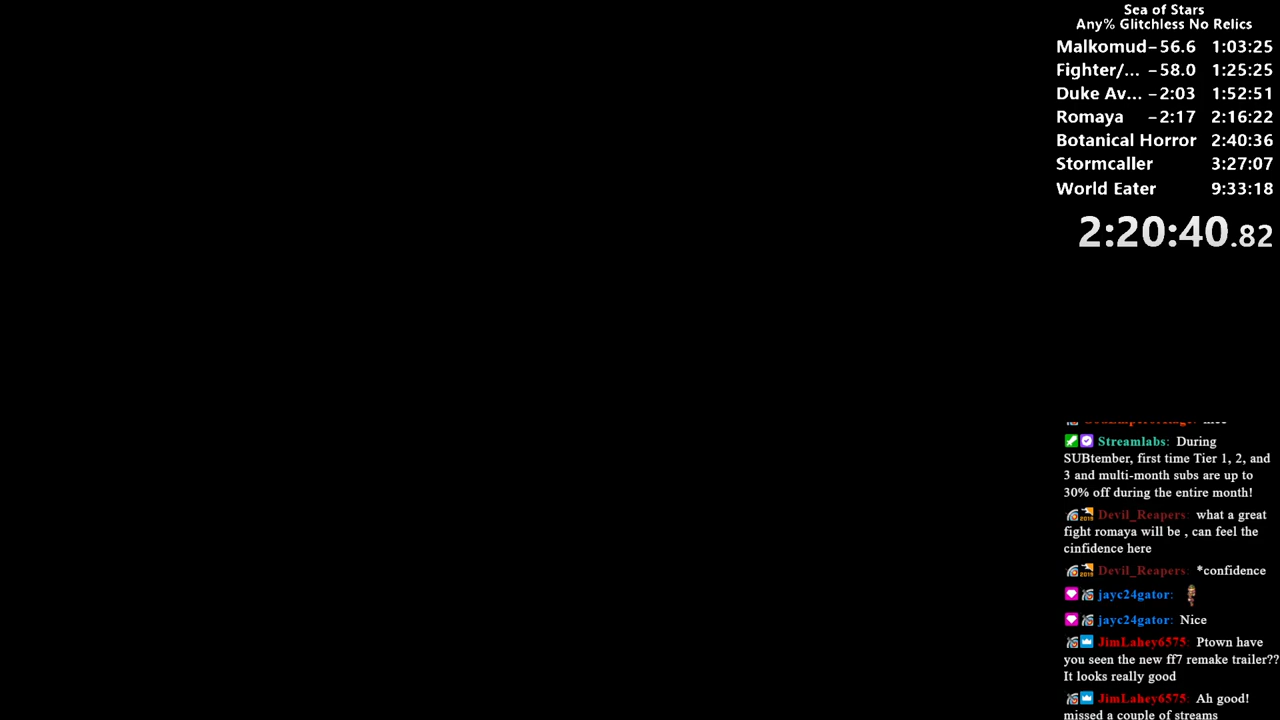 Sea of Stars
Any% Glitchless No Relics
Malkomud -56.6 1:03:25
Fighter/... -58.0 1:25:25
Duke Av... -2:03 1:52:51
Romaya -2:17 2:16:22
Botanical Horror 2:40:36
Stormcaller 3:27:07
World Eater 9:33:18
2:20:40.82
Streamlabs: During
SUBtember, first time Tier 1, 2, and
3 and multi-month subs are up to
30% off during the entire month!
Devil_Reapers: what a great
fight romaya will be , can feel the
cinfidence here
Devil_Reapers: *confidence
jayc24gator:
jayc24gator: Nice
JimLahey6575: Ptown have
you seen the new ff7 remake trailer??
It looks really good
JimLahey6575: Ah good!
missed a couple of streams